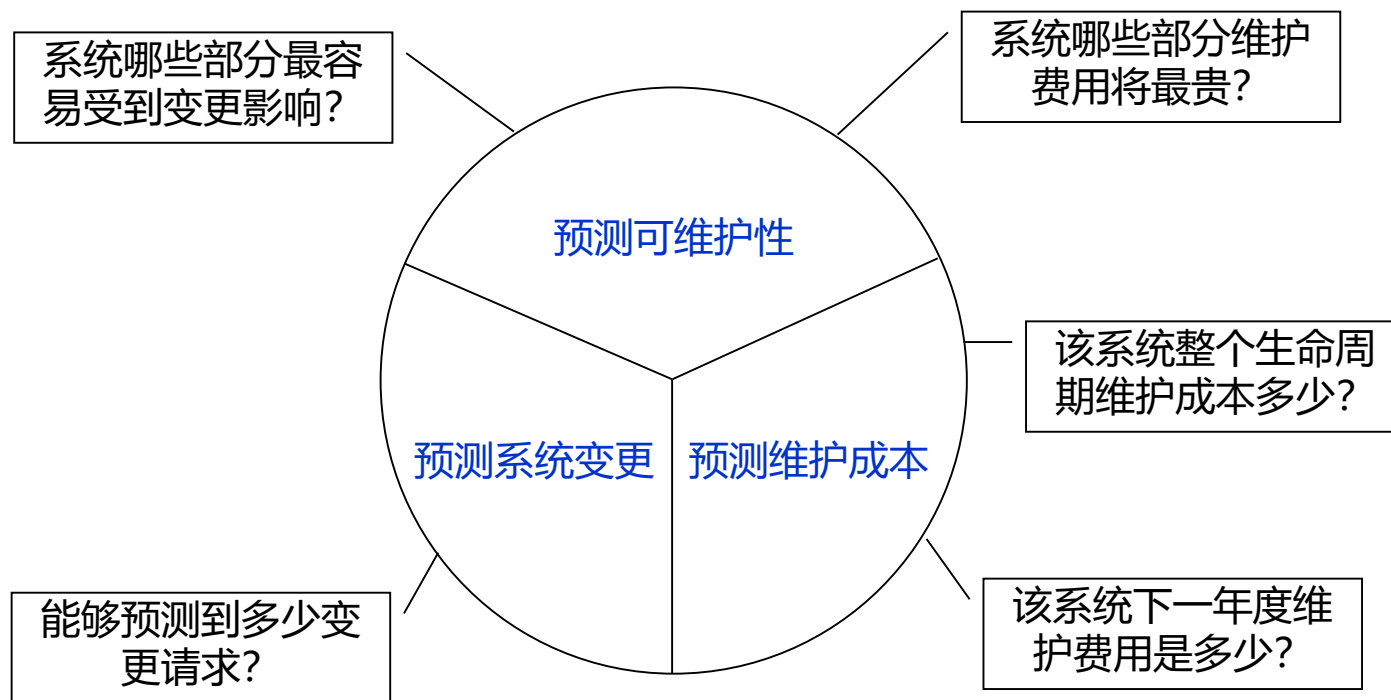 系统哪些部分最容
易受到变更影响？
系统哪些部分维护
费用将最贵？
预测可维护性
该系统整个生命周
期维护成本多少？
预测系统变更
预测维护成本
能够预测到多少变
更请求？
该系统下一年度维
护费用是多少？